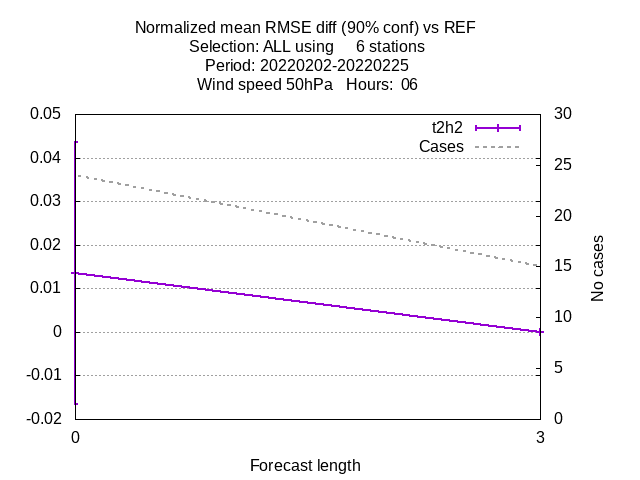 Normalized mean RMSE diff (90% conf) vs REF
Selection: ALL using     6 stations
Period: 20220202-20220225
Wind speed 50hPa   Hours:  06
0.05
0.04
0.03
0.02
0.01
0
-0.01
-0.02
t2h2
Cases
30
25
20
15
10
5
0
No cases
0
3
Forecast length